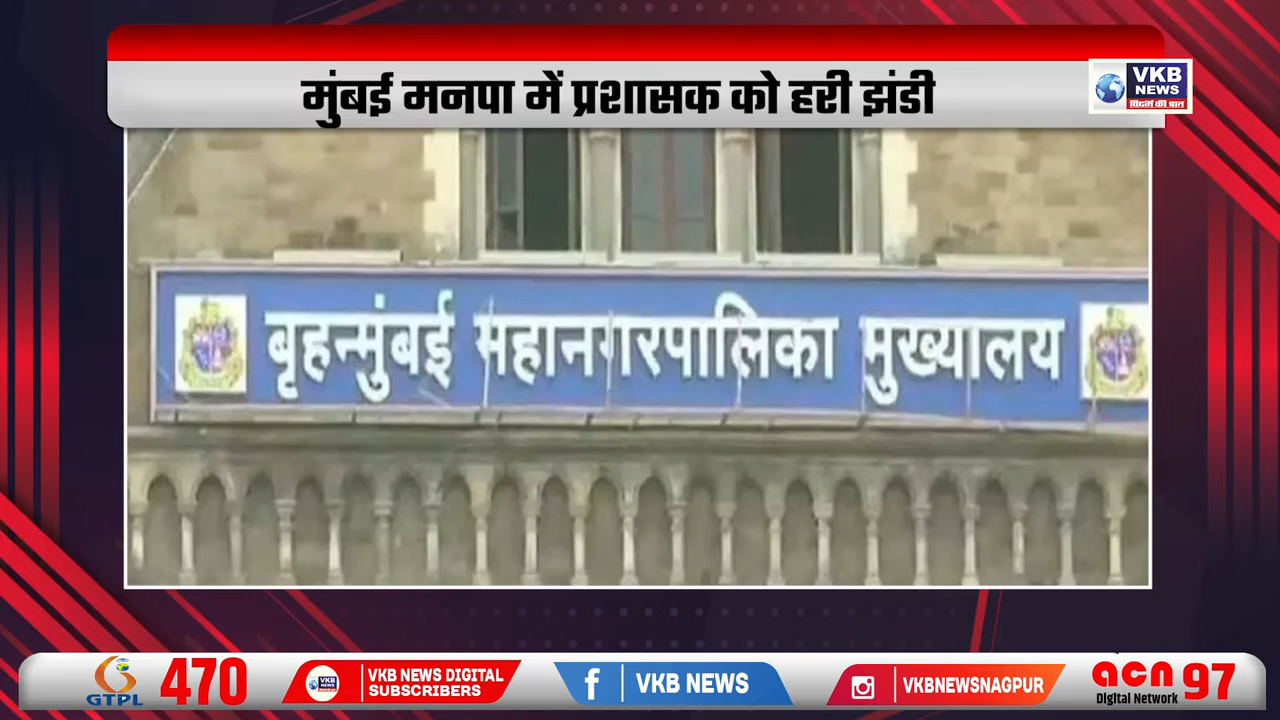 मुंबई मनपा में प्रशासक को हरी झंडी
VKB
NEWS
विदर्भ की बात
बृहन्मुंबई महानगरपालिका मुख्यालय
GTPL
470
VKB NEWS DIGITAL
SUBSCRIBERS
VKB NEWS
VKBNEWSNAGPUR
acn
Digital Network
97